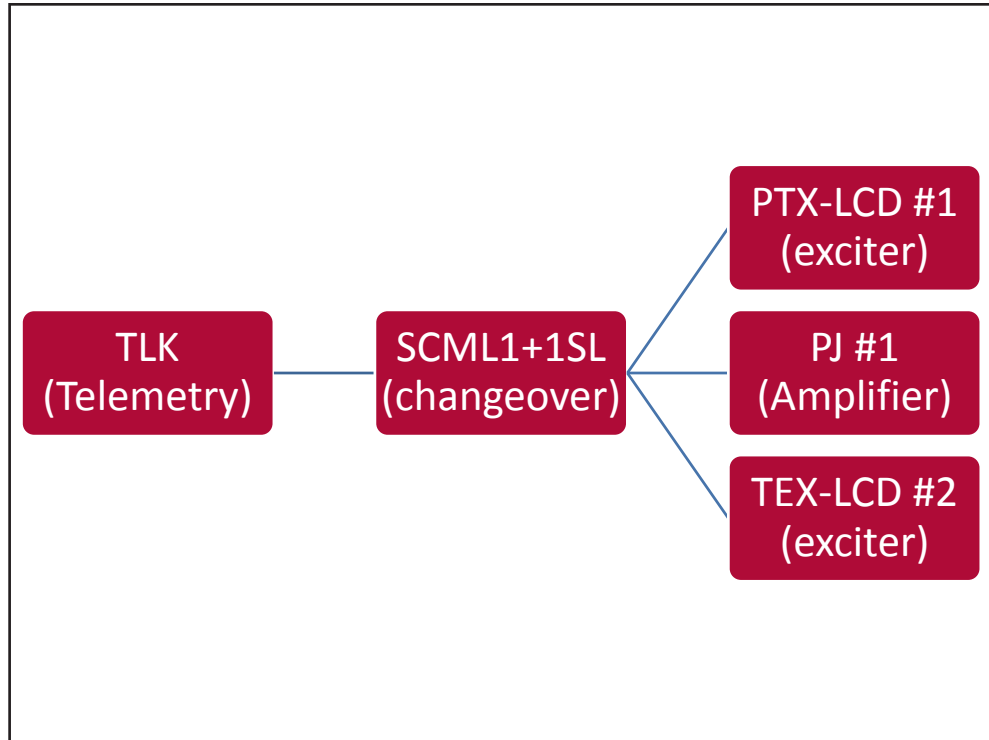 TLK
(Telemetry)
SCML1+1SL
(changeover)
PTX-LCD #1
(exciter)
PJ #1
(Amplifier)
TEX-LCD #2
(exciter)